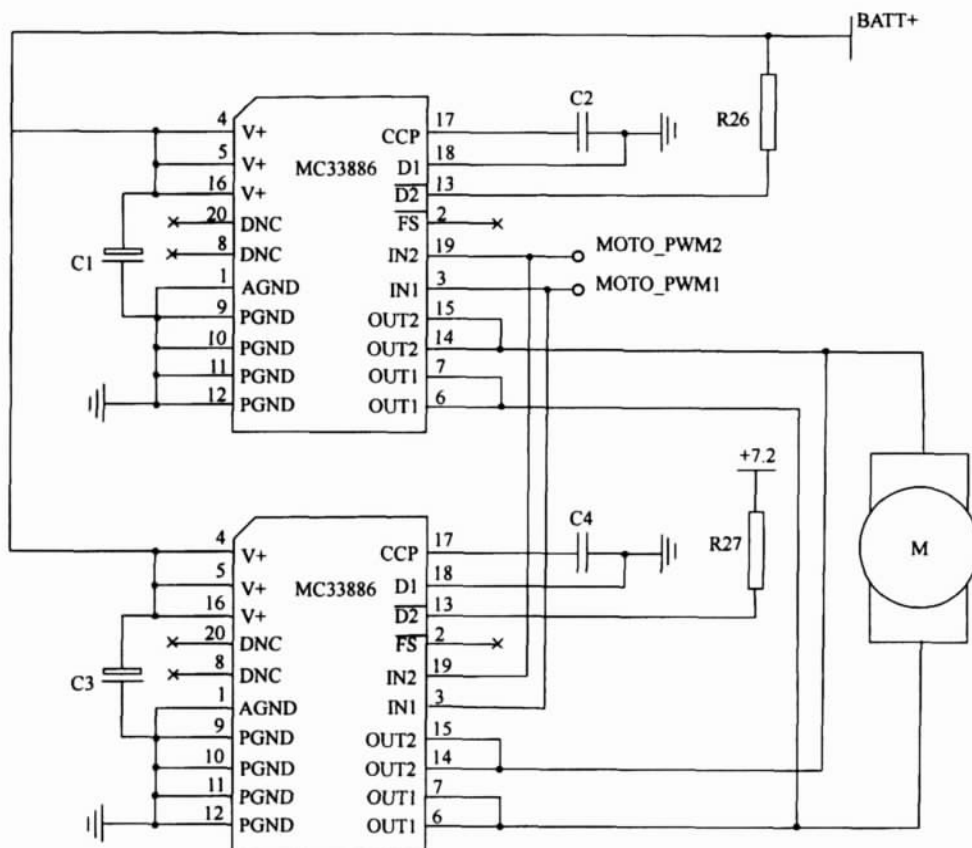 BATT+
R26
C2
4 V+ CCP 17
5 V+ MC33886 D1 18
16 V+ D2 13
20 DNC FS 2
8 DNC IN2 19 MOTO_PWM2
C1
1 AGND IN1 3 MOTO_PWM1
9 PGND OUT2 15
10 PGND OUT2 14
11 PGND OUT1 7
12 PGND OUT1 6
+7.2
R27
M
C4
4 V+ CCP 17
5 V+ MC33886 D1 18
16 V+ D2 13
20 DNC FS 2
8 DNC IN2 19
C3
1 AGND IN1 3
9 PGND OUT2 15
10 PGND OUT2 14
11 PGND OUT1 7
12 PGND OUT1 6